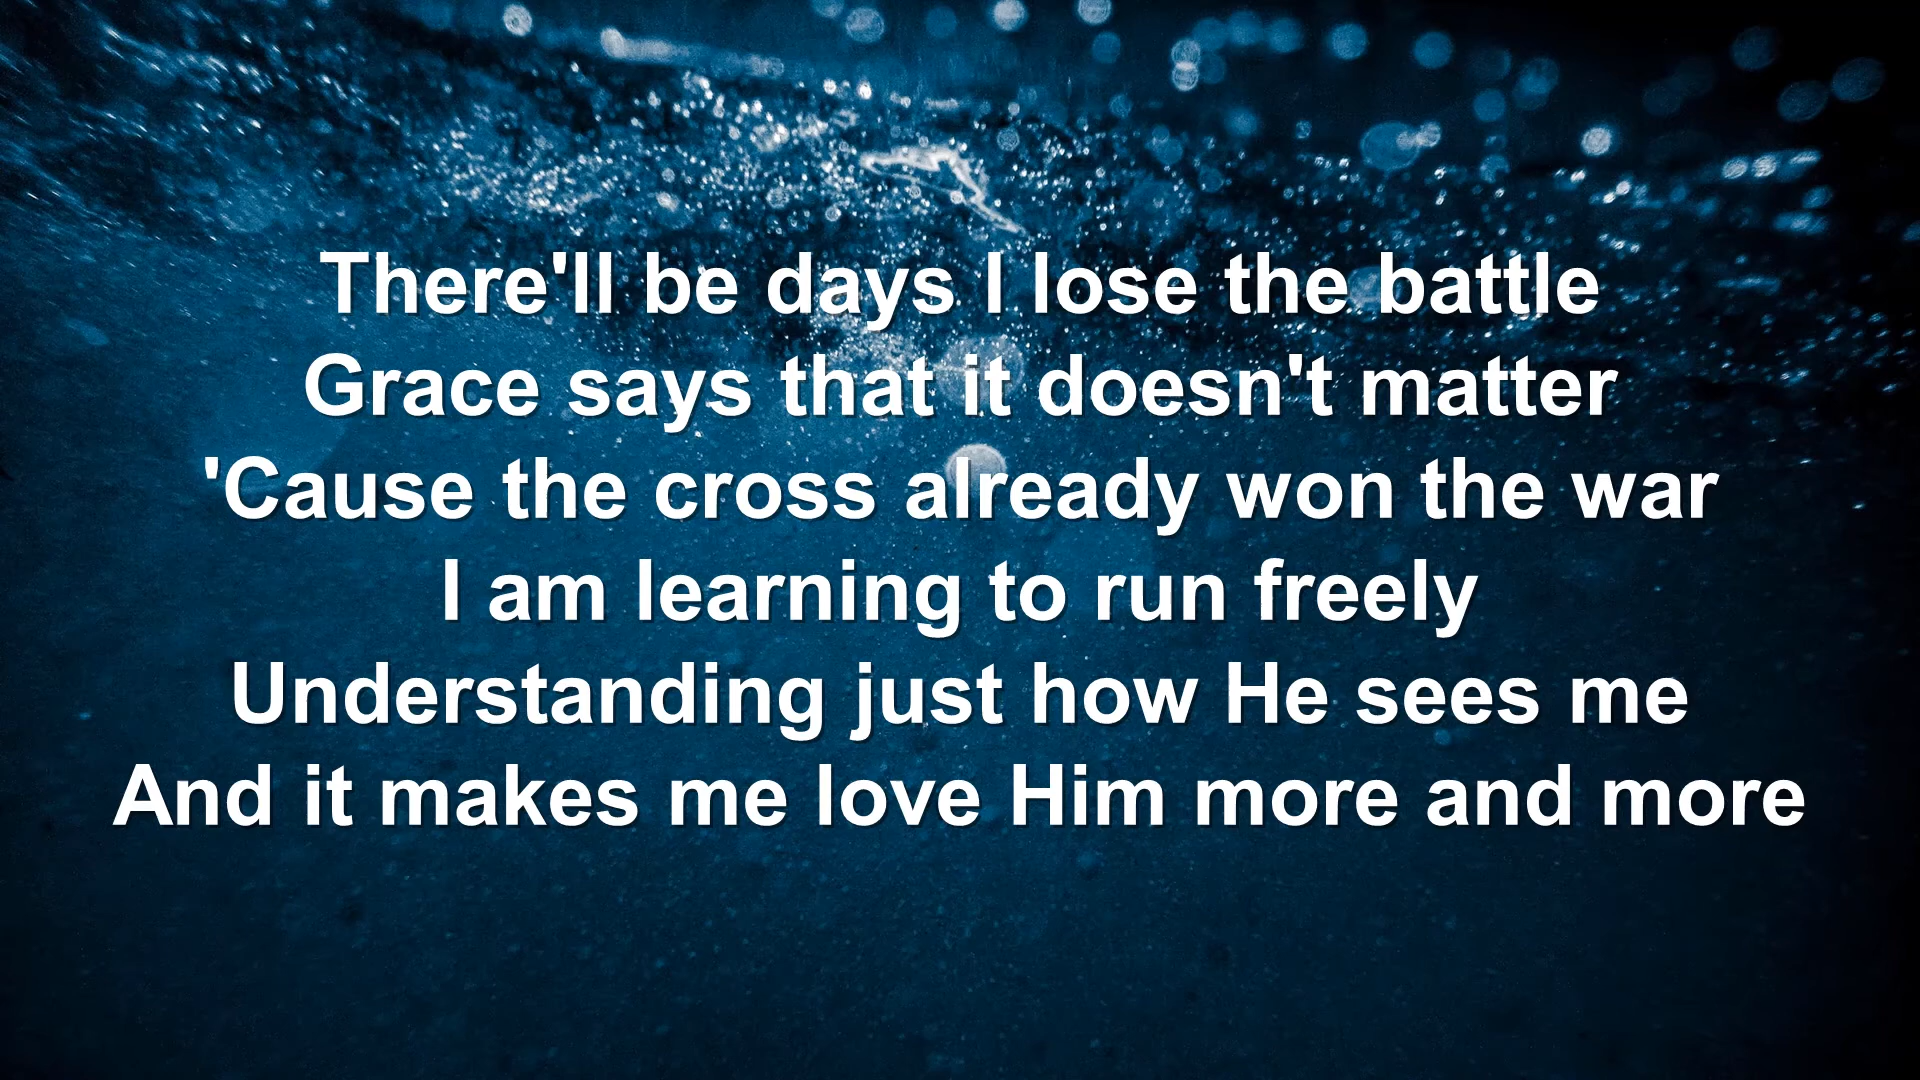 There'll be days I lose the battle
Grace says that it doesn't matter
'Cause the cross already won the war
I am learning to run freely
Understanding just how He sees me
And it makes me love Him more and more